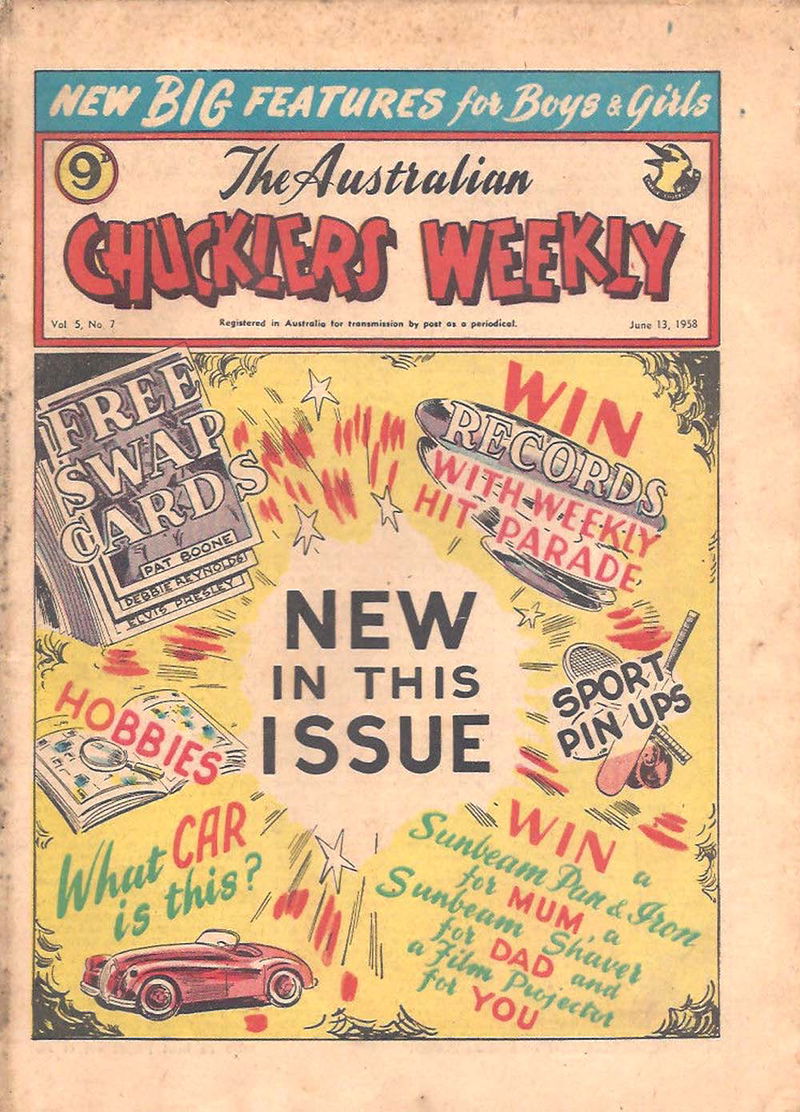 NEW BIG FEATURES for Boys & Girls
9D
The Australian
CHUCKLERS WEEKLY
Vol 5, No 7
Registered in Australia for transmission by post as a periodical.
June 13, 1958
FREE
SWAP
CARDS
PAT BOONE
DEBBIE REYNOLDS
ELVIS PRESLEY
WIN
RECORDS
WITH WEEKLY
HIT PARADE
NEW
IN THIS
ISSUE
SPORT
PIN UPS
HOBBIES
What CAR
is this?
WIN a
Sunbeam Pan & Iron
for MUM, a
Sunbeam Shaver
for DAD and
a Film Projector
for YOU